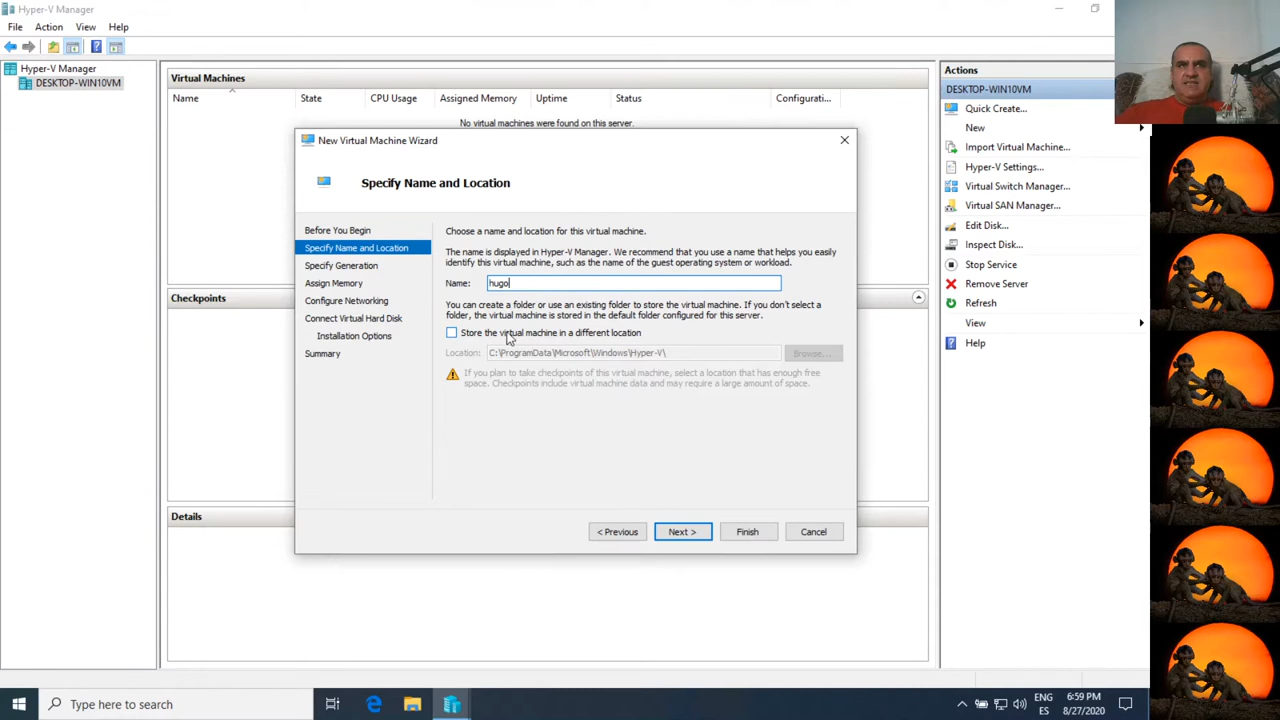 Hyper-V Manager
File Action View Help
Hyper-V Manager
DESKTOP-WIN10VM
Virtual Machines
Name State CPU Usage Assigned Memory Uptime Status Configurati...
No virtual machines were found on this server.
New Virtual Machine Wizard
Specify Name and Location
Before You Begin
Specify Name and Location
Specify Generation
Assign Memory
Configure Networking
Connect Virtual Hard Disk
Installation Options
Summary
Choose a name and location for this virtual machine.
The name is displayed in Hyper-V Manager. We recommend that you use a name that helps you easily
identify this virtual machine, such as the name of the guest operating system or workload.
Name: hugo
You can create a folder or use an existing folder to store the virtual machine. If you don't select a
folder, the virtual machine is stored in the default folder configured for this server.
Store the virtual machine in a different location
Location: C:\ProgramData\Microsoft\Windows\Hyper-V\ Browse...
If you plan to take checkpoints of this virtual machine, select a location that has enough free
space. Checkpoints include virtual machine data and may require a large amount of space.
< Previous Next > Finish Cancel
Checkpoints
Details
Actions
DESKTOP-WIN10VM
Quick Create...
New
Import Virtual Machine...
Hyper-V Settings...
Virtual Switch Manager...
Virtual SAN Manager...
Edit Disk...
Inspect Disk...
Stop Service
Remove Server
Refresh
View
Help
Type here to search
ENG
ES
6:59 PM
8/27/2020